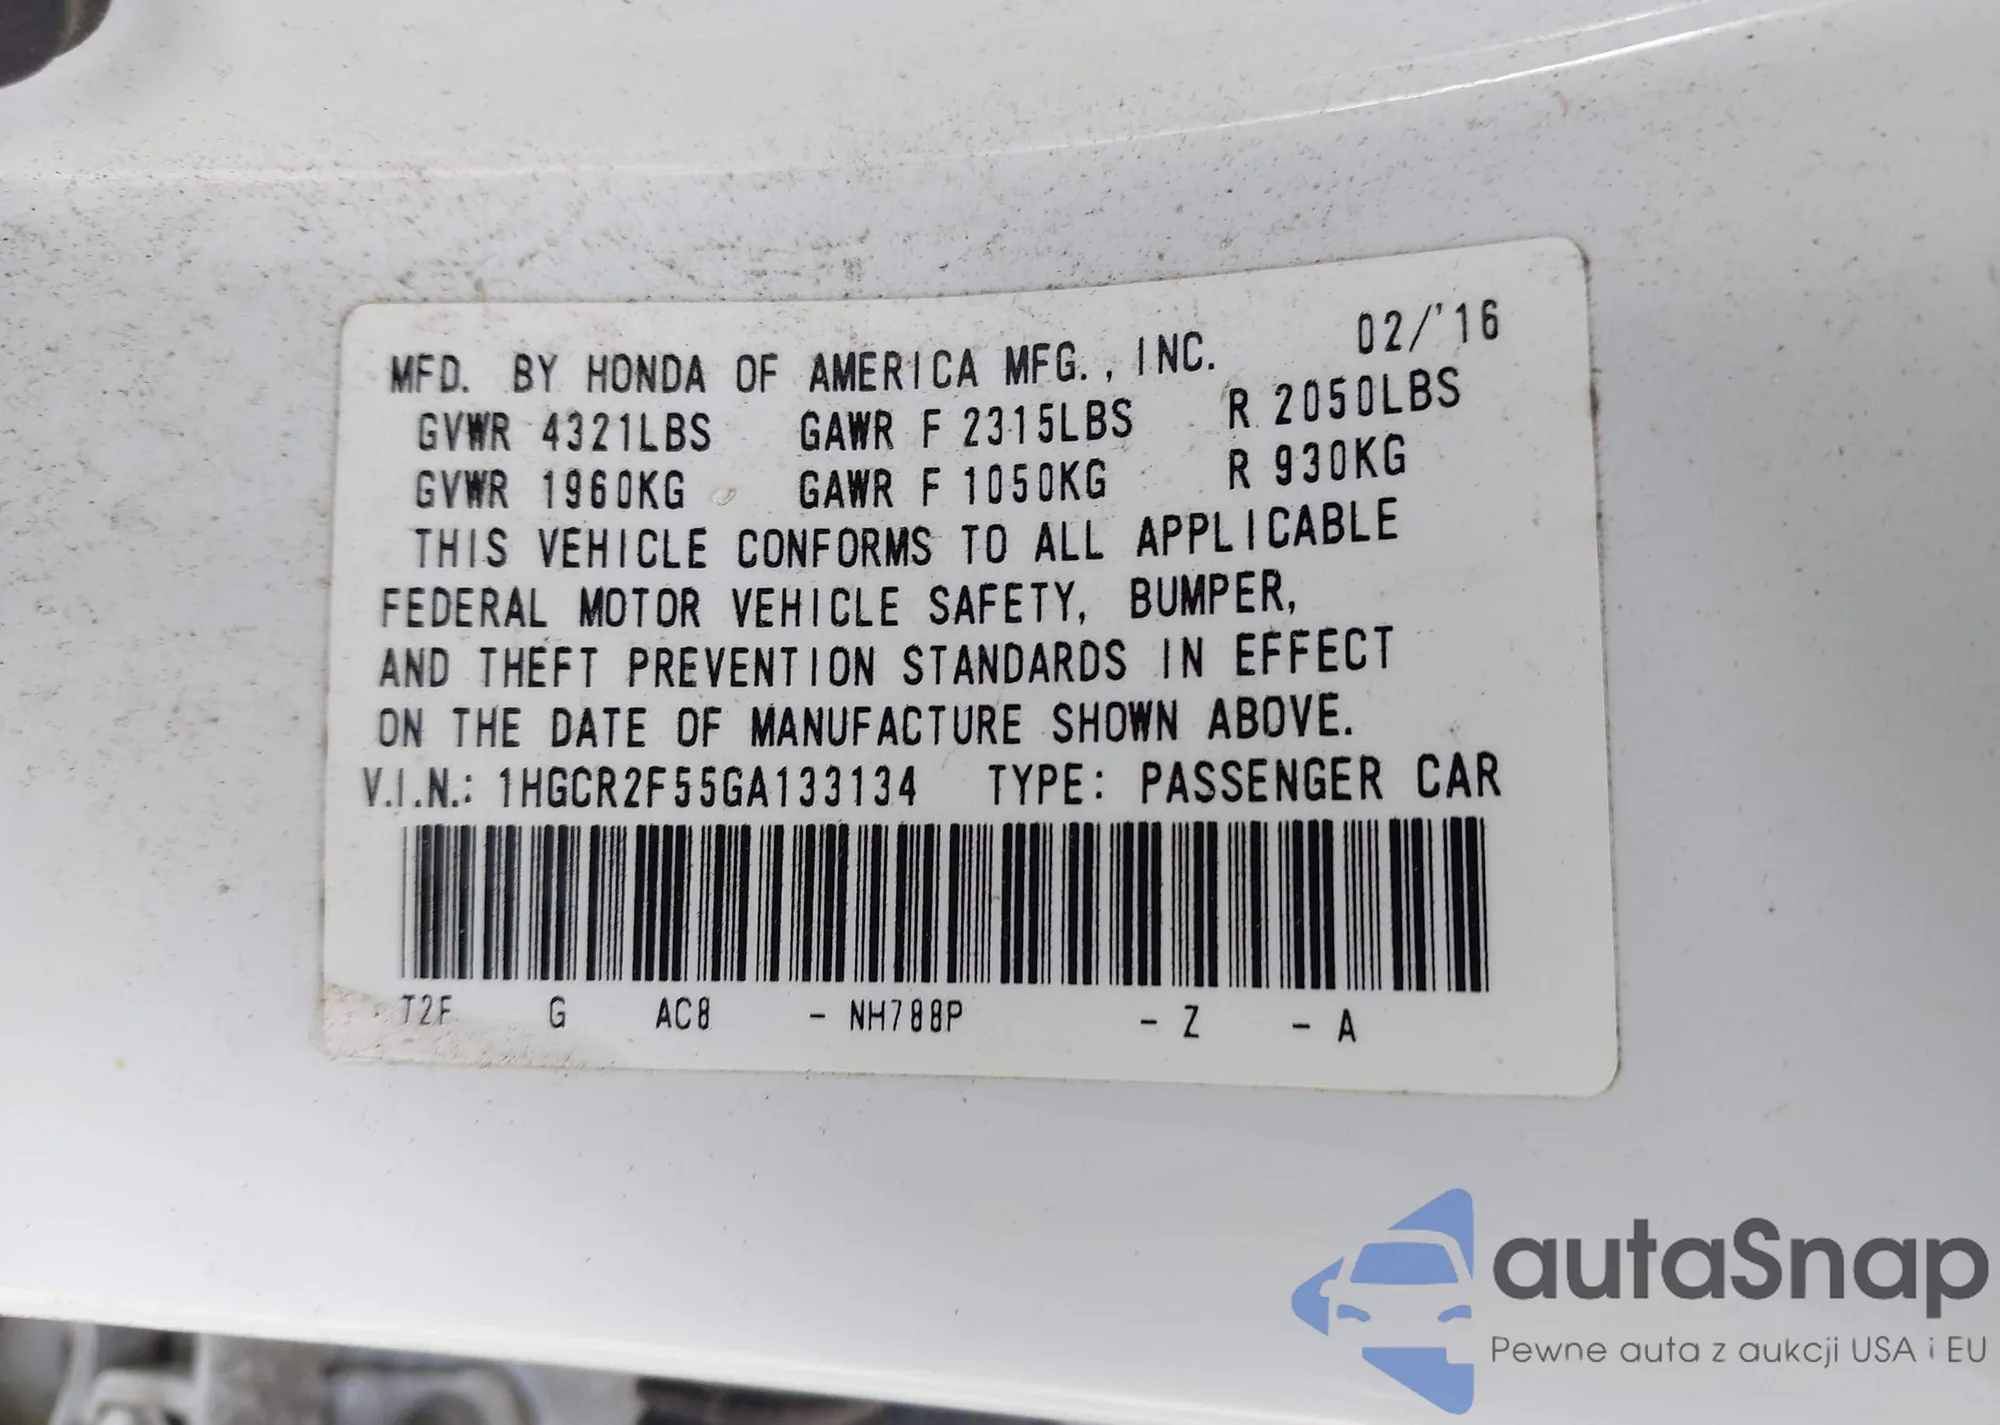 MFD. BY HONDA OF AMERICA MFG., INC. 02/'16
GVWR 4321LBS GAWR F 2315LBS R 2050LBS
GVWR 1960KG GAWR F 1050KG R 930KG
THIS VEHICLE CONFORMS TO ALL APPLICABLE
FEDERAL MOTOR VEHICLE SAFETY, BUMPER,
AND THEFT PREVENTION STANDARDS IN EFFECT
ON THE DATE OF MANUFACTURE SHOWN ABOVE.
V.I.N.: 1HGCR2F55GA133134 TYPE: PASSENGER CAR
T2F G AC8 - NH788P - Z - A
autaSnap
Pewne auta z aukcji USA i EU